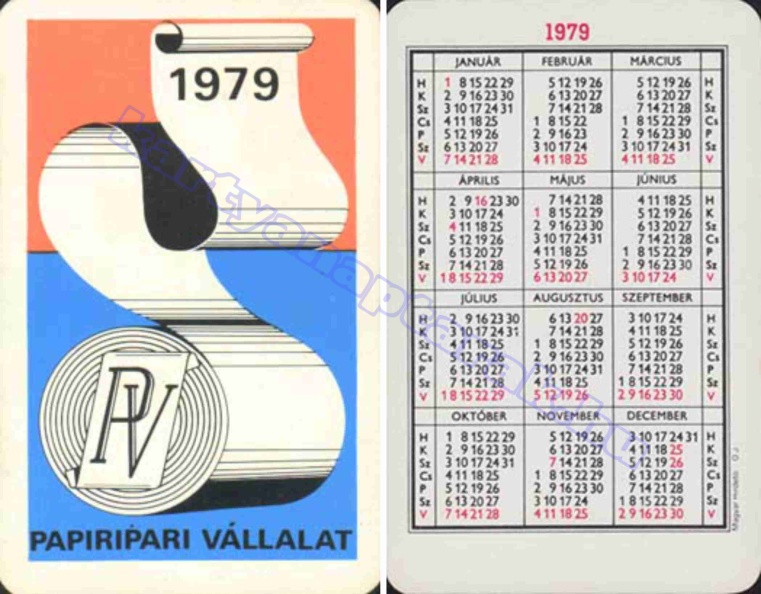 1979
PV
PAPIRIPARI VÁLLALAT
1979
JANUÁR FEBRUÁR MÁRCIUS
H 1 8 15 22 29 5 12 19 26 5 12 19 26 H
K 2 9 16 23 30 6 13 20 27 6 13 20 27 K
Sz 3 10 17 24 31 7 14 21 28 7 14 21 28 Sz
Cs 4 11 18 25 1 8 15 22 1 8 15 22 29 Cs
P 5 12 19 26 2 9 16 23 2 9 16 23 30 P
Sz 6 13 20 27 3 10 17 24 3 10 17 24 31 Sz
V 7 14 21 28 4 11 18 25 4 11 18 25 V
ÁPRILIS MÁJUS JÚNIUS
H 2 9 16 23 30 7 14 21 28 4 11 18 25 H
K 3 10 17 24 1 8 15 22 29 5 12 19 26 K
Sz 4 11 18 25 2 9 16 23 30 6 13 20 27 Sz
Cs 5 12 19 26 3 10 17 24 31 7 14 21 28 Cs
P 6 13 20 27 4 11 18 25 1 8 15 22 29 P
Sz 7 14 21 28 5 12 19 26 2 9 16 23 30 Sz
V 1 8 15 22 29 6 13 20 27 3 10 17 24 V
JÚLIUS AUGUSZTUS SZEPTEMBER
H 2 9 16 23 30 6 13 20 27 3 10 17 24 H
K 3 10 17 24 31 7 14 21 28 4 11 18 25 K
Sz 4 11 18 25 1 8 15 22 29 5 12 19 26 Sz
Cs 5 12 19 26 2 9 16 23 30 6 13 20 27 Cs
P 6 13 20 27 3 10 17 24 31 7 14 21 28 P
Sz 7 14 21 28 4 11 18 25 1 8 15 22 29 Sz
V 1 8 15 22 29 5 12 19 26 2 9 16 23 30 V
OKTÓBER NOVEMBER DECEMBER
H 1 8 15 22 29 5 12 19 26 3 10 17 24 31 H
K 2 9 16 23 30 6 13 20 27 4 11 18 25 K
Sz 3 10 17 24 31 7 14 21 28 5 12 19 26 Sz
Cs 4 11 18 25 1 8 15 22 29 6 13 20 27 Cs
P 5 12 19 26 2 9 16 23 30 7 14 21 28 P
Sz 6 13 20 27 3 10 17 24 1 8 15 22 29 Sz
V 7 14 21 28 4 11 18 25 2 9 16 23 30 V
Magyar Hirdető
kartyanaptarak.hu